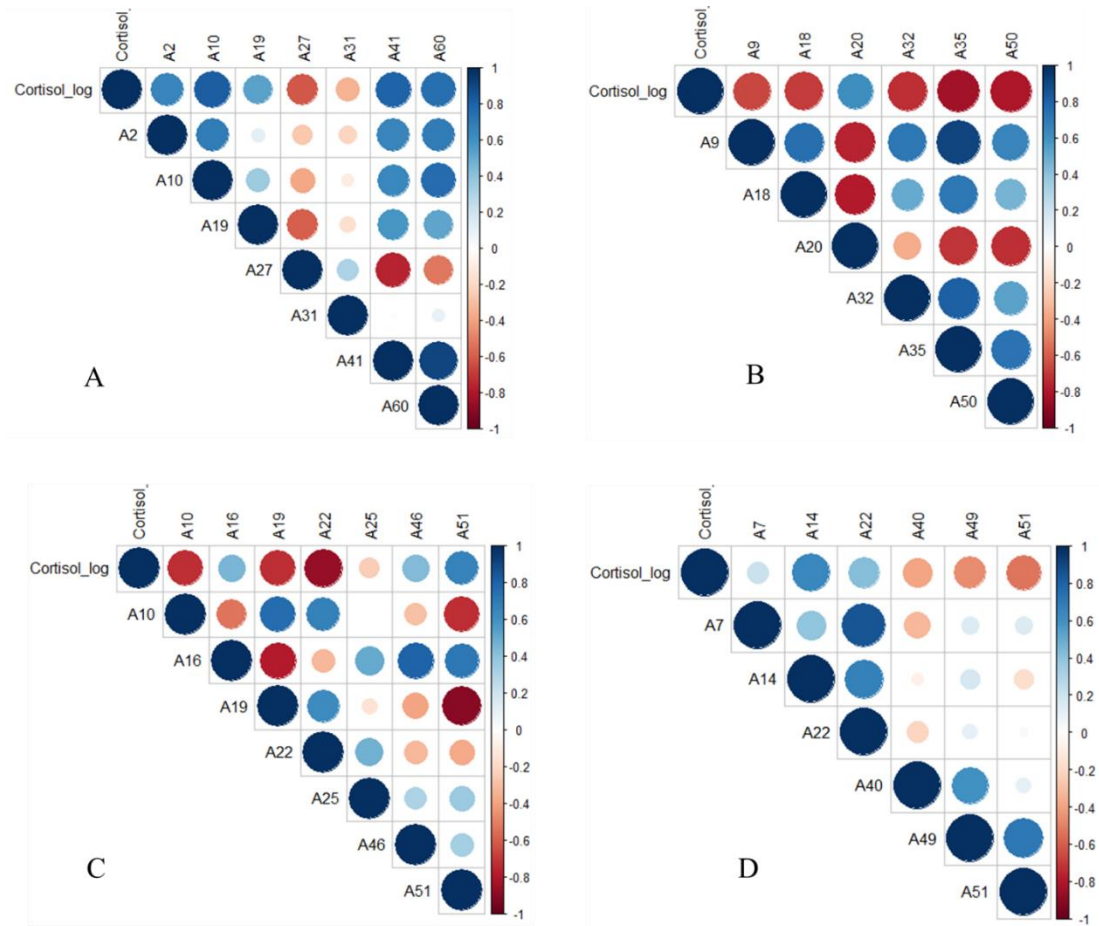 Cortisol_ A2 A10 A19 A27 A31 A41 A60
Cortisol_log
A2
A10
A19
A27
A31
A41
A60
1
0.8
0.6
0.4
0.2
0
-0.2
-0.4
-0.6
-0.8
-1
A
Cortisol_ A9 A18 A20 A32 A35 A50
Cortisol_log
A9
A18
A20
A32
A35
A50
1
0.8
0.6
0.4
0.2
0
-0.2
-0.4
-0.6
-0.8
-1
B
Cortisol_ A10 A16 A19 A22 A25 A46 A51
Cortisol_log
A10
A16
A19
A22
A25
A46
A51
1
0.8
0.6
0.4
0.2
0
-0.2
-0.4
-0.6
-0.8
-1
C
Cortisol_ A7 A14 A22 A40 A49 A51
Cortisol_log
A7
A14
A22
A40
A49
A51
1
0.8
0.6
0.4
0.2
0
-0.2
-0.4
-0.6
-0.8
-1
D